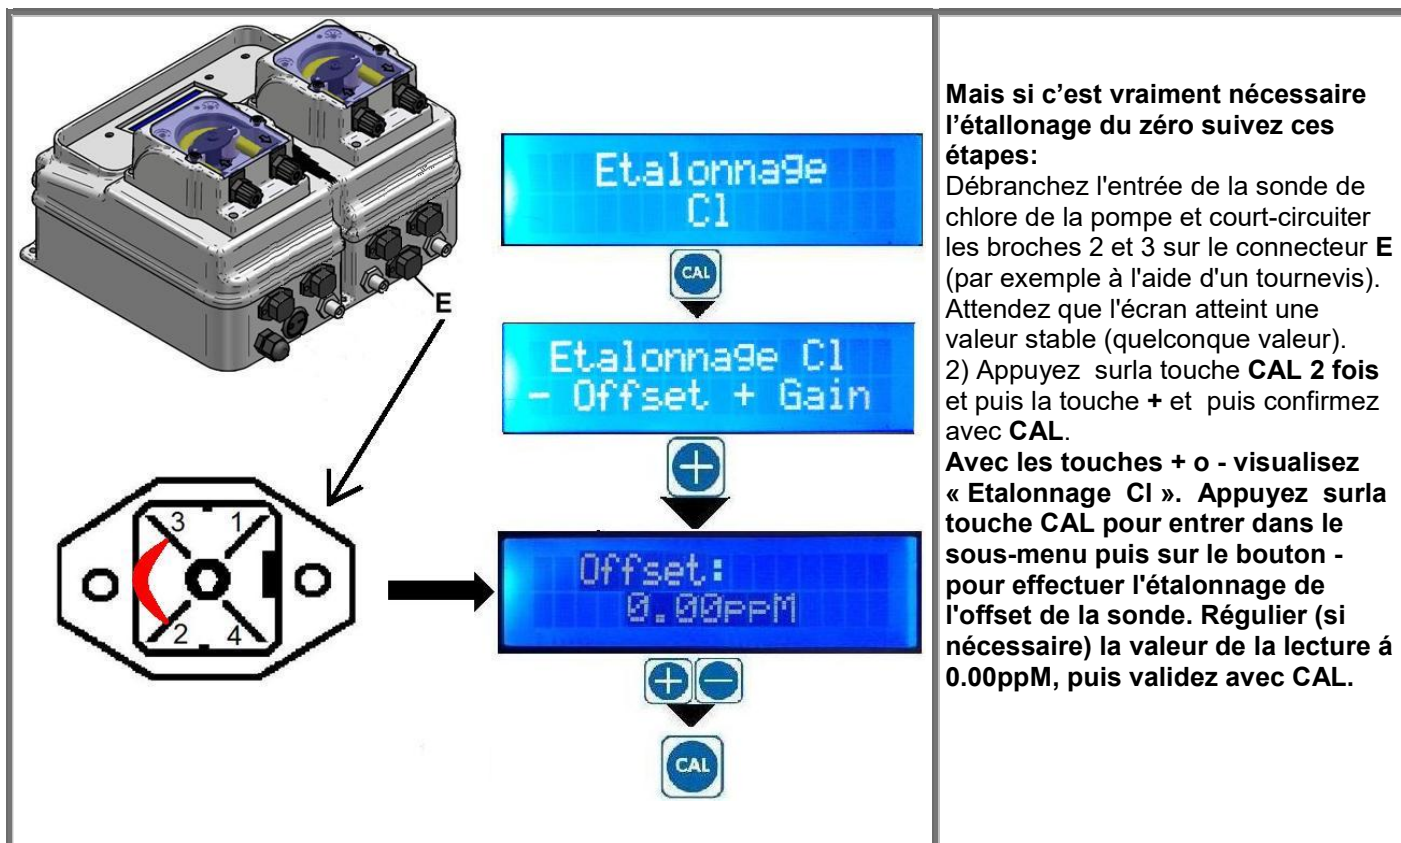 Etalonnage
Cl
CAL
Etalonnage Cl
- Offset + Gain
+
Offset:
0.00ppM
+ -
CAL
E
3 1
2 4
Mais si c’est vraiment nécessaire
l’étallonage du zéro suivez ces
étapes:
Débranchez l'entrée de la sonde de
chlore de la pompe et court-circuiter
les broches 2 et 3 sur le connecteur E
(par exemple à l'aide d'un tournevis).
Attendez que l'écran atteint une
valeur stable (quelconque valeur).
2) Appuyez surla touche CAL 2 fois
et puis la touche + et puis confirmez
avec CAL.
Avec les touches + o - visualisez
« Etalonnage Cl ». Appuyez surla
touche CAL pour entrer dans le
sous-menu puis sur le bouton -
pour effectuer l'étalonnage de
l'offset de la sonde. Régulier (si
nécessaire) la valeur de la lecture á
0.00ppM, puis validez avec CAL.